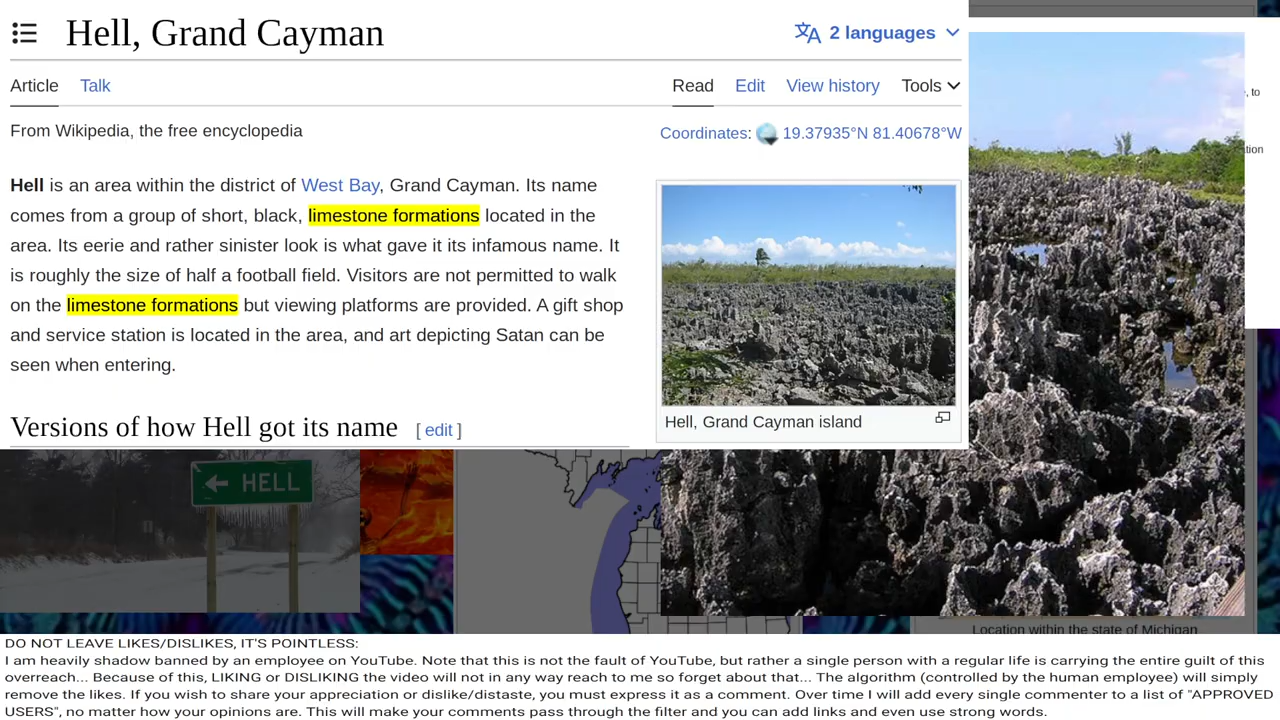 Hell, Grand Cayman
2 languages
Article Talk Read Edit View history Tools
From Wikipedia, the free encyclopedia
Coordinates: 19.37935°N 81.40678°W
Hell is an area within the district of West Bay, Grand Cayman. Its name
comes from a group of short, black, limestone formations located in the
area. Its eerie and rather sinister look is what gave it its infamous name. It
is roughly the size of half a football field. Visitors are not permitted to walk
on the limestone formations but viewing platforms are provided. A gift shop
and service station is located in the area, and art depicting Satan can be
seen when entering.
Hell, Grand Cayman island
Versions of how Hell got its name [ edit ]
, to
HELL
Location within the state of Michigan
DO NOT LEAVE LIKES/DISLIKES, IT'S POINTLESS:
I am heavily shadow banned by an employee on YouTube. Note that this is not the fault of YouTube, but rather a single person with a regular life is carrying the entire guilt of this
overreach... Because of this, LIKING or DISLIKING the video will not in any way reach to me so forget about that... The algorithm (controlled by the human employee) will simply
remove the likes. If you wish to share your appreciation or dislike/distaste, you must express it as a comment. Over time I will add every single commenter to a list of "APPROVED
USERS", no matter how your opinions are. This will make your comments pass through the filter and you can add links and even use strong words.